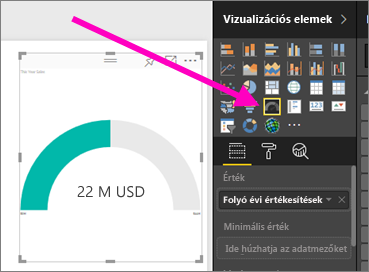 Vizualizációs elemek
This Year Sales
22 M USD
Érték
Folyó évi értékesítések
Minimális érték
Ide húzhatja az adatmezőket
123